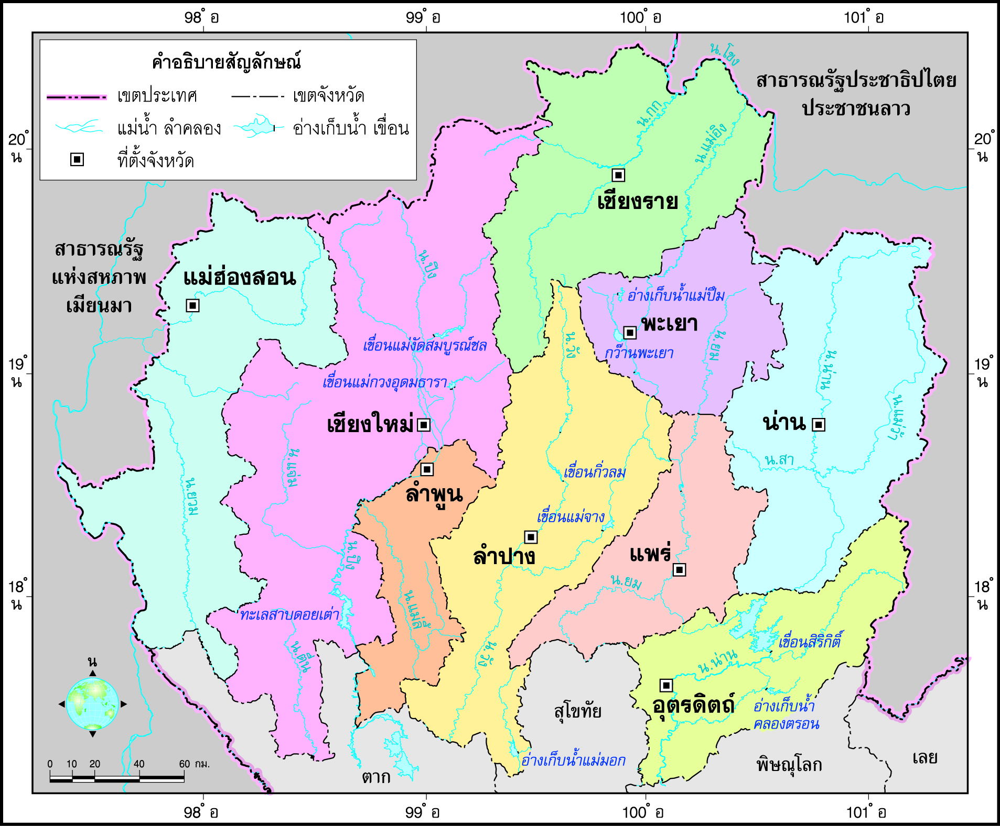 98° อ
99° อ
100° อ
101° อ
คำอธิบายสัญลักษณ์
เขตประเทศ
เขตจังหวัด
แม่น้ำ ลำคลอง
อ่างเก็บน้ำ เขื่อน
ที่ตั้งจังหวัด
น.โขง
สาธารณรัฐประชาธิปไตย
ประชาชนลาว
น.กก
น.แม่อิง
20°
น
20°
น
เชียงราย
สาธารณรัฐ
แห่งสหภาพ
เมียนมา
แม่ฮ่องสอน
น.ปิง
อ่างเก็บน้ำแม่ปืม
พะเยา
กว๊านพะเยา
น.วัง
น.ยม
เขื่อนแม่งัดสมบูรณ์ชล
เขื่อนแม่กวงอุดมธารา
19°
น
19°
น
น.น่าน
น.แม่ว้า
เชียงใหม่
น่าน
น.สา
น.แจ่ม
น.ยวม
เขื่อนกิ่วลม
ลำพูน
เขื่อนแม่จาง
ลำปาง
แพร่
น.ปิง
น.ยม
18°
น
18°
น
ทะเลสาบดอยเต่า
น.แม่ลี้
น.ตื่น
น.วัง
เขื่อนสิริกิติ์
น.น่าน
น
อุตรดิตถ์
อ่างเก็บน้ำ
คลองตรอน
สุโขทัย
อ่างเก็บน้ำแม่มอก
พิษณุโลก
เลย
ตาก
0 10 20 40 60 กม.
98° อ
99° อ
100° อ
101° อ